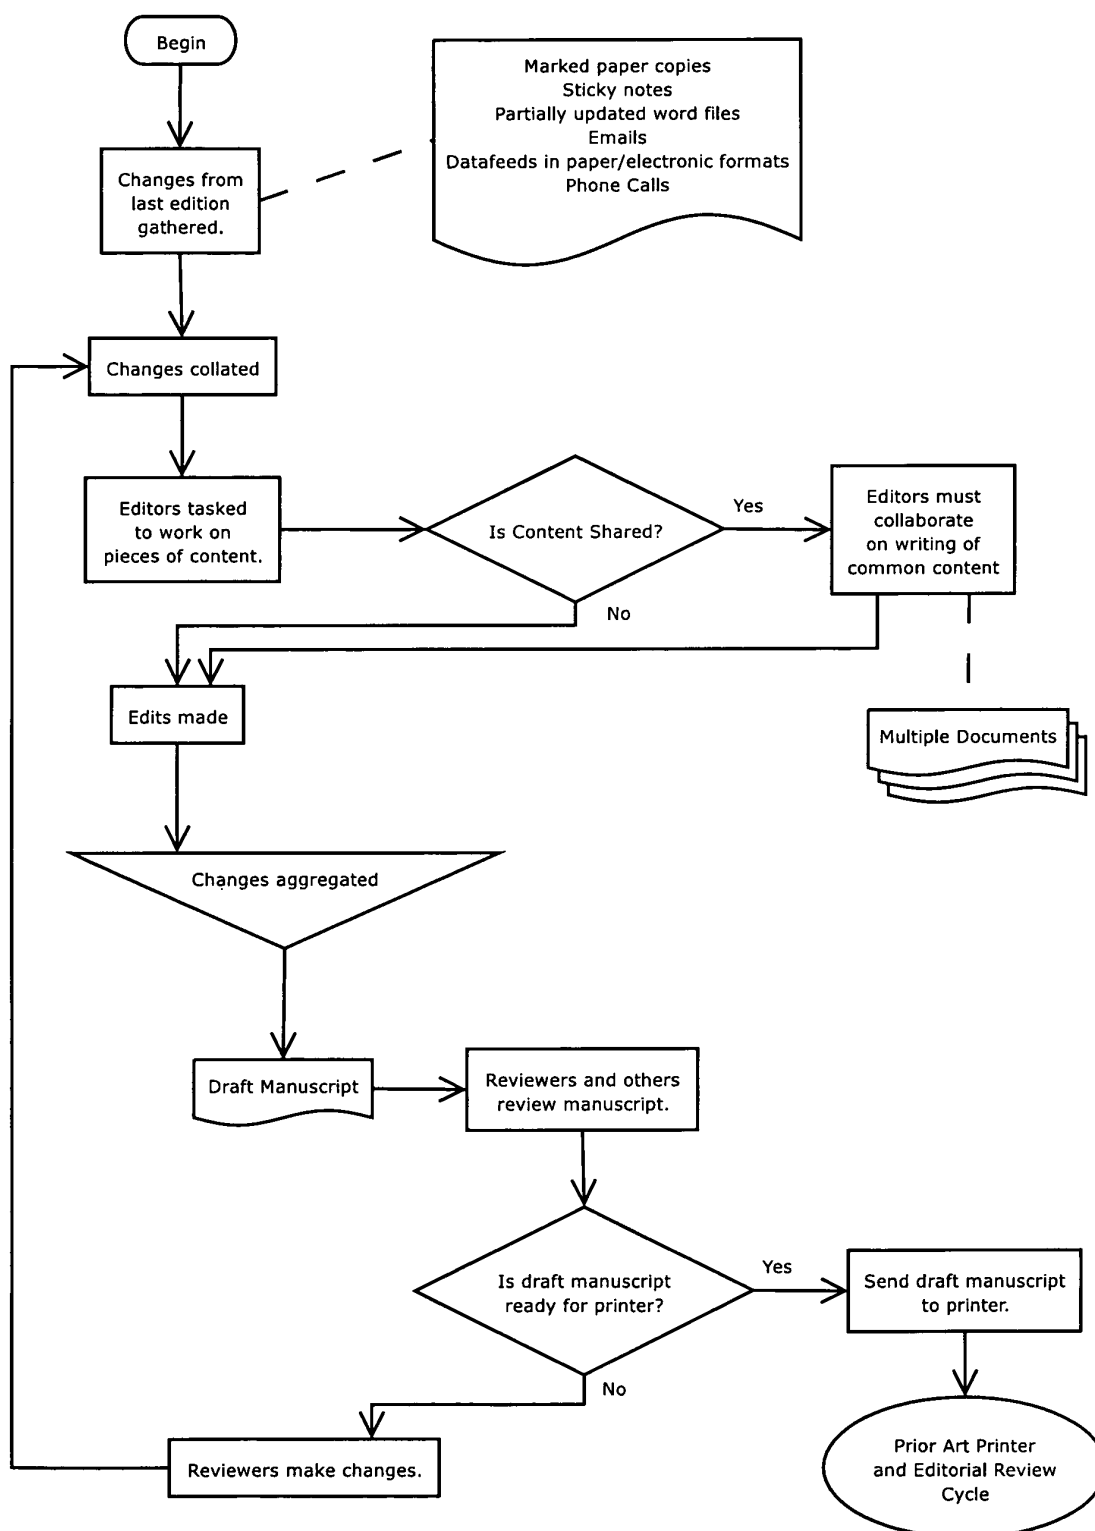 Begin
Marked paper copies
Sticky notes
Partially updated word files
Emails
Datafeeds in paper/electronic formats
Phone Calls
Changes from
last edition
gathered.
Changes collated
Editors tasked
to work on
pieces of content.
Is Content Shared?
Yes
Editors must
collaborate
on writing of
common content
No
Edits made
Multiple Documents
Changes aggregated
Draft Manuscript
Reviewers and others
review manuscript.
Is draft manuscript
ready for printer?
Yes
Send draft manuscript
to printer.
No
Reviewers make changes.
Prior Art Printer
and Editorial Review
Cycle